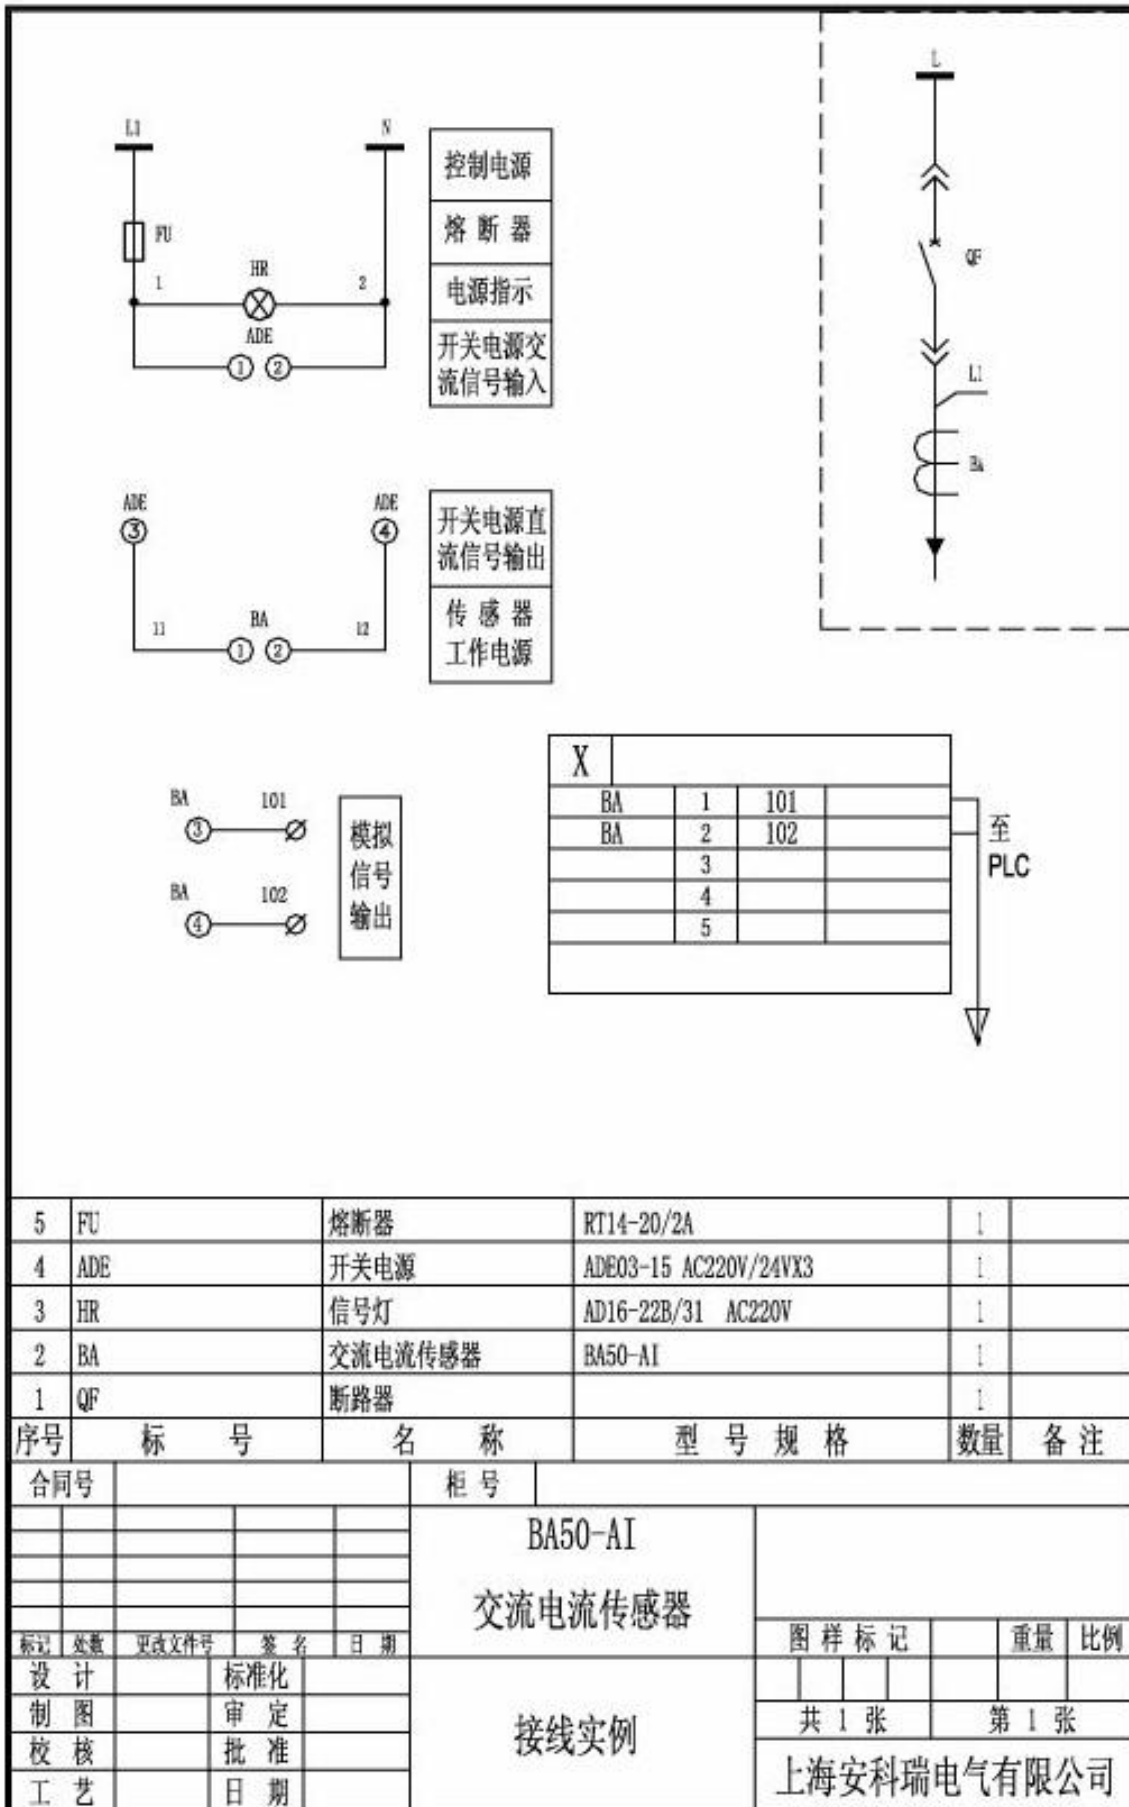 L1
N
控制电源
FU
熔断器
1
HR
2
电源指示
ADE
1 2
开关电源交
流信号输入
L
QF
L1
BA
ADE
3
ADE
4
开关电源直
流信号输出
11
BA
12
1 2
传感器
工作电源
BA 101
3
BA 102
4
模拟
信号
输出
X
BA 1 101
BA 2 102
3
4
5
至
PLC
5 FU 熔断器 RT14-20/2A 1
4 ADE 开关电源 ADE03-15 AC220V/24VX3 1
3 HR 信号灯 AD16-22B/31 AC220V 1
2 BA 交流电流传感器 BA50-AI 1
1 QF 断路器 1
序号 标号 名称 型号规格 数量 备注
合同号 柜号
BA50-AI
交流电流传感器
标记 处数 更改文件号 签名 日期
图样标记 重量 比例
设计 标准化
制图 审定
校核 批准
工艺 日期
接线实例
共1张 第1张
上海安科瑞电气有限公司